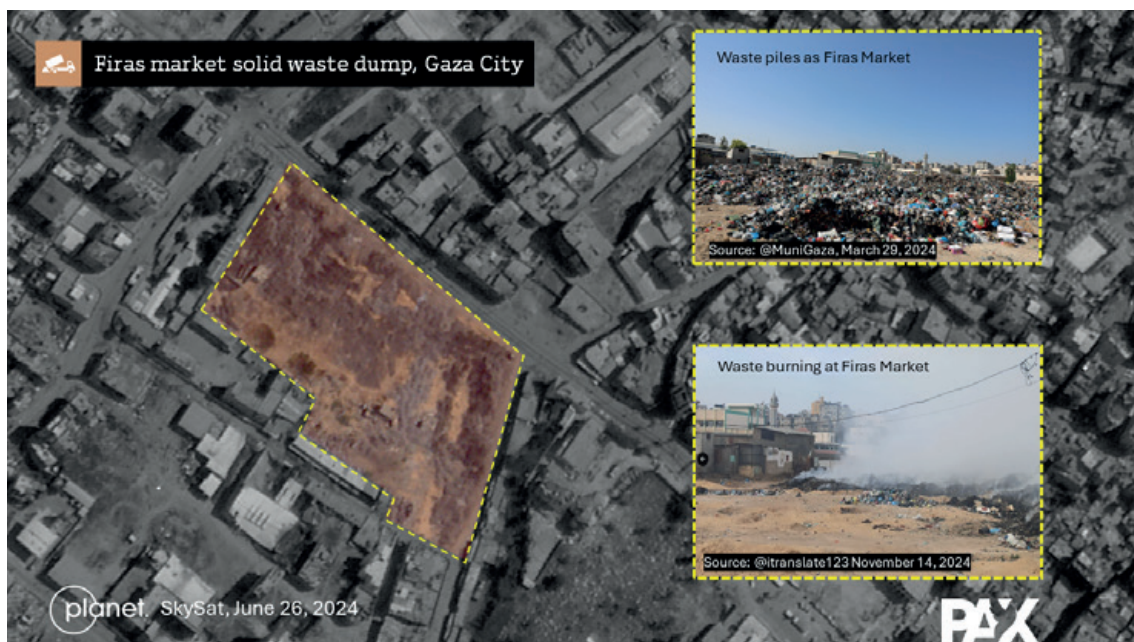 Firas market solid waste dump, Gaza City
Waste piles as Firas Market
Source: @MuniGaza, March 29, 2024
Waste burning at Firas Market
Source: @itranslate123 November 14, 2024
planet. SkySat, June 26, 2024
PAX